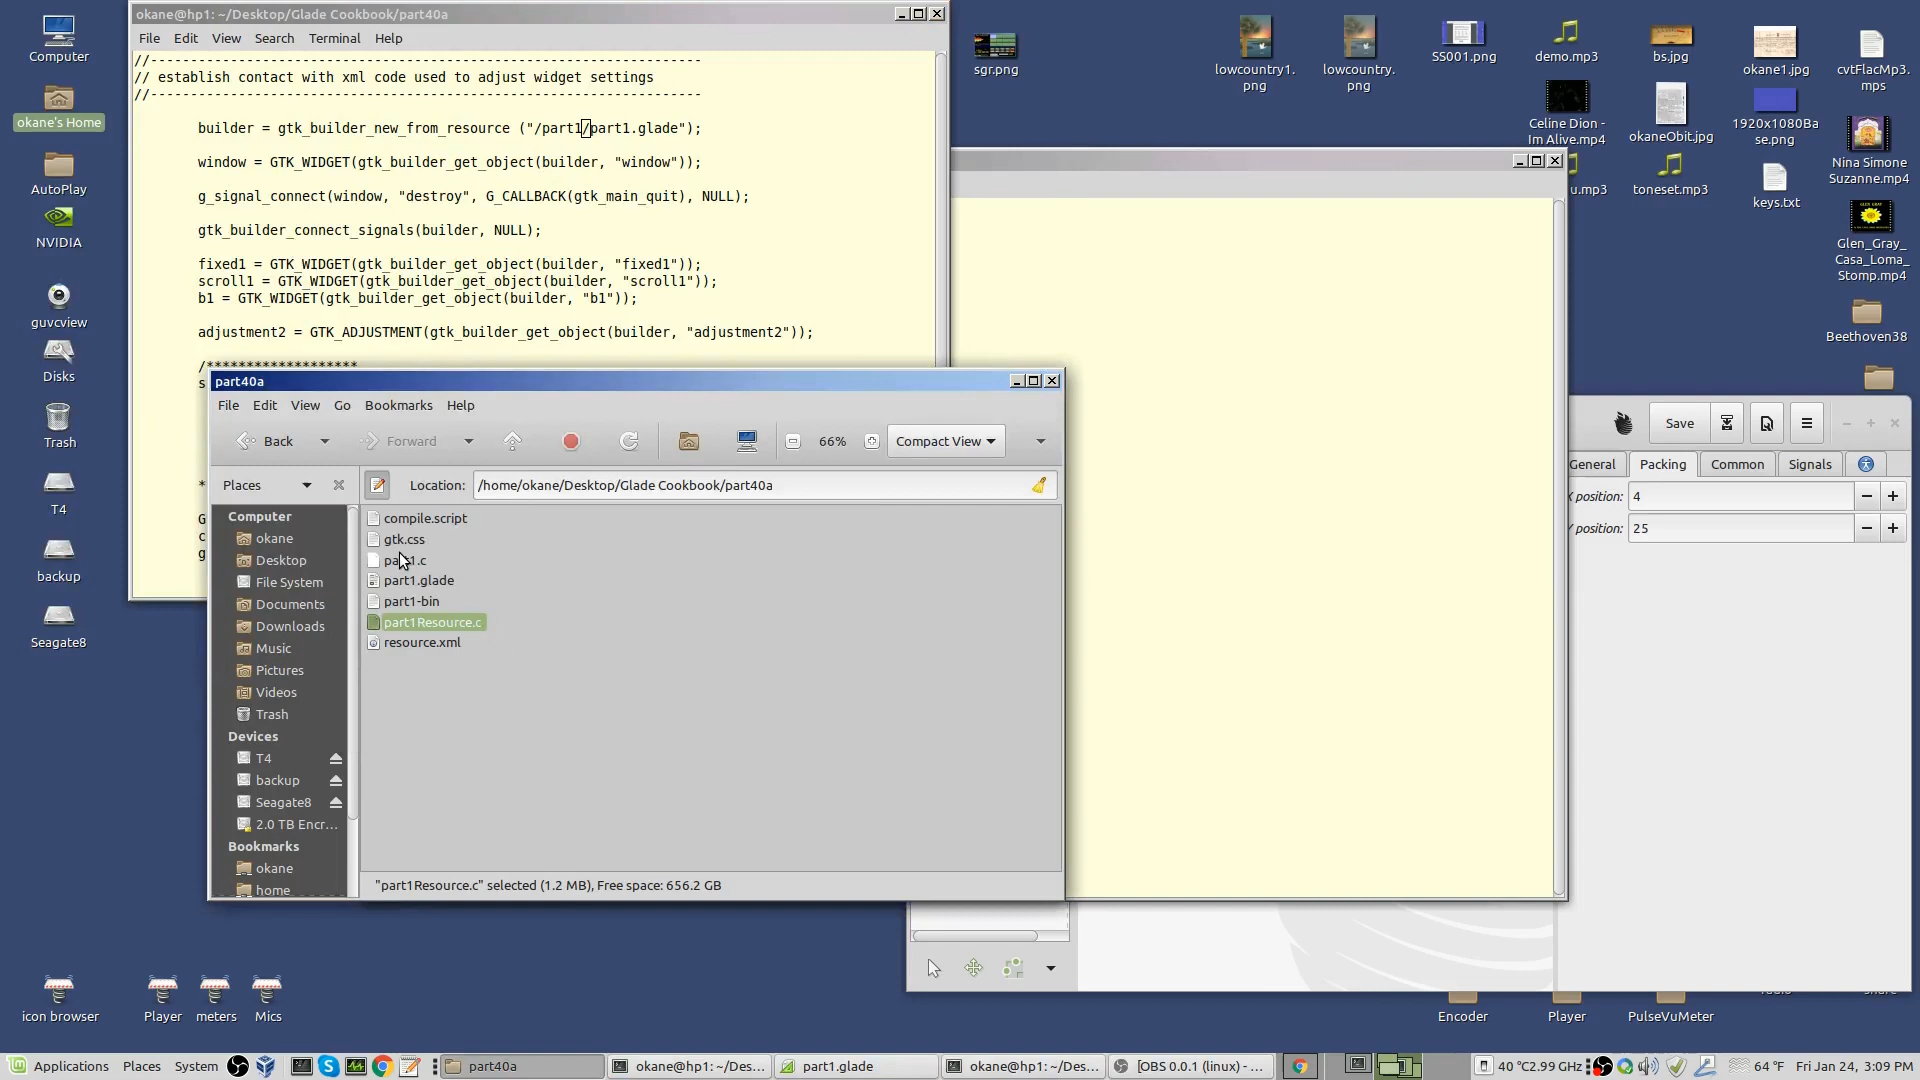 okane@hp1: ~/Desktop/Glade Cookbook/part40a
File Edit View Search Terminal Help
//---------------------------------------------------------------------
// establish contact with xml code used to adjust widget settings
//---------------------------------------------------------------------
builder = gtk_builder_new_from_resource ("/part1/part1.glade");
window = GTK_WIDGET(gtk_builder_get_object(builder, "window"));
g_signal_connect(window, "destroy", G_CALLBACK(gtk_main_quit), NULL);
gtk_builder_connect_signals(builder, NULL);
fixed1 = GTK_WIDGET(gtk_builder_get_object(builder, "fixed1"));
scroll1 = GTK_WIDGET(gtk_builder_get_object(builder, "scroll1"));
b1 = GTK_WIDGET(gtk_builder_get_object(builder, "b1"));
adjustment2 = GTK_ADJUSTMENT(gtk_builder_get_object(builder, "adjustment2"));
/*******************
s
*
G
c
g
part40a
File Edit View Go Bookmarks Help
Back Forward 66% Compact View
Places
Location: /home/okane/Desktop/Glade Cookbook/part40a
Computer
okane
Desktop
File System
Documents
Downloads
Music
Pictures
Videos
Trash
Devices
T4
backup
Seagate8
2.0 TB Encr...
Bookmarks
okane
home
compile.script
gtk.css
part1.c
part1.glade
part1-bin
part1Resource.c
resource.xml
"part1Resource.c" selected (1.2 MB), Free space: 656.2 GB
Computer
okane's Home
AutoPlay
NVIDIA
guvcview
Disks
Trash
T4
backup
Seagate8
icon browser
Player
meters
Mics
sgr.png
lowcountry1.
png
lowcountry.
png
SS001.png
demo.mp3
bs.jpg
okane1.jpg
cvtFlacMp3.
mps
Celine Dion -
Im Alive.mp4
okaneObit.jpg
1920x1080Ba
se.png
Nina Simone
Suzanne.mp4
u.mp3
toneset.mp3
keys.txt
Glen_Gray_
Casa_Loma_
Stomp.mp4
Beethoven38
Save
General Packing Common Signals
X position: 4
Y position: 25
Encoder
Player
PulseVuMeter
Applications Places System
part40a
okane@hp1: ~/Des...
part1.glade
okane@hp1: ~/Des...
[OBS 0.0.1 (linux) - ...
40 °C 2.99 GHz
64 °F
Fri Jan 24, 3:09 PM